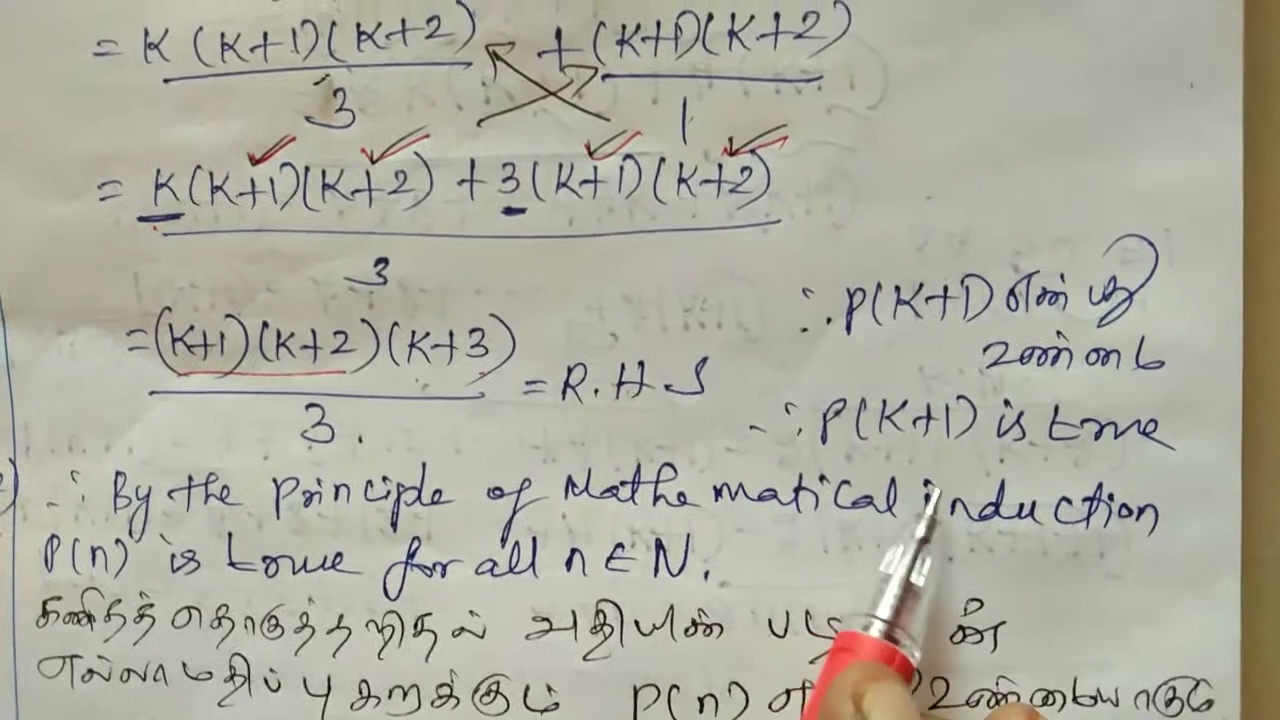 = K (K+1)(K+2) + (K+1)(K+2)
3 1
= K(K+1)(K+2) + 3(K+1)(K+2)
3
= (K+1)(K+2)(K+3) = R.H.S
3.
∴ P(K+1) என்பது
உண்மை
∴ P(K+1) is true
∴ By the principle of Mathematical induction
P(n) is true for all n ∈ N.
கணிதத் தொகுத்தறிதல்
எல்லா மதிப்புகளுக்கும் P(n) உண்மையாகும்